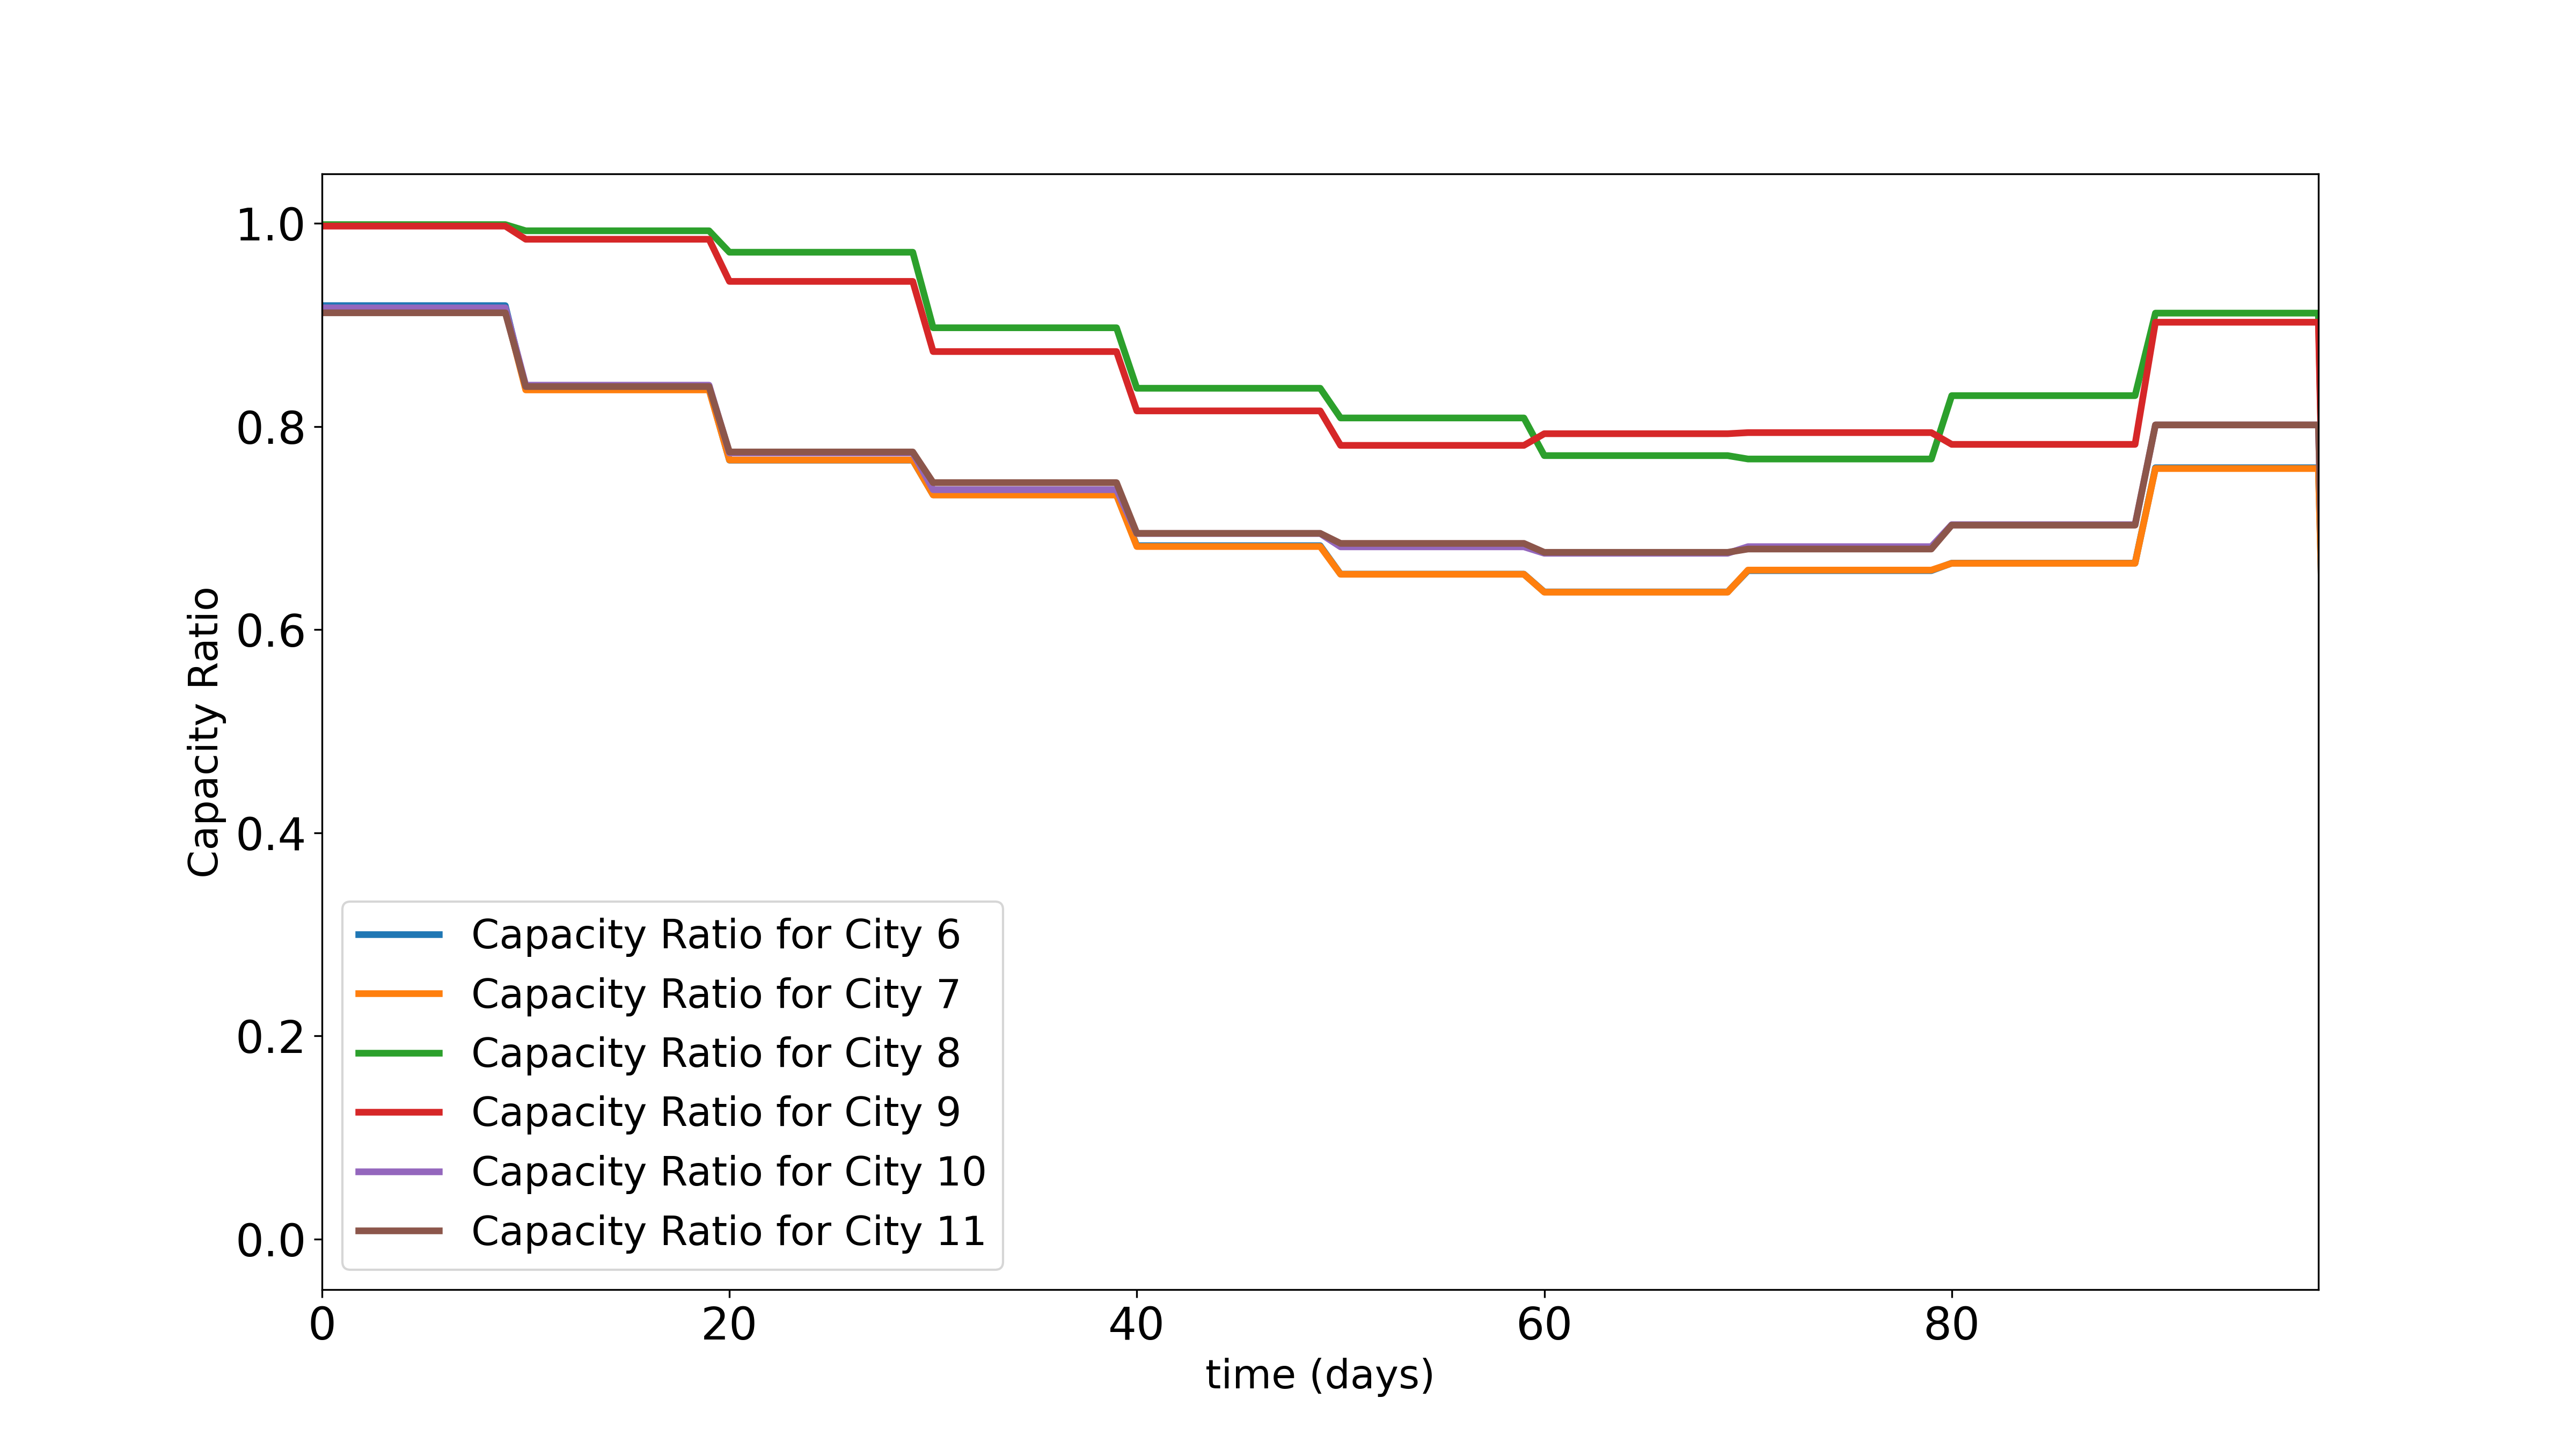 1.0
0.8
0.6
0.4
0.2
0.0
Capacity Ratio
Capacity Ratio for City 6
Capacity Ratio for City 7
Capacity Ratio for City 8
Capacity Ratio for City 9
Capacity Ratio for City 10
Capacity Ratio for City 11
0 20 40 60 80
time (days)